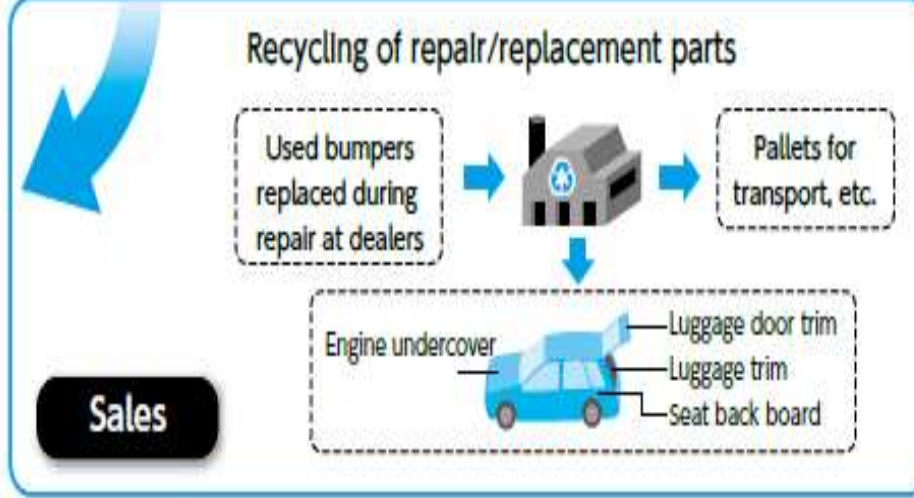 Recycling of repair/replacement parts
Used bumpers
replaced during
repair at dealers
Pallets for
transport, etc.
Engine undercover
Luggage door trim
Luggage trim
Seat back board
Sales